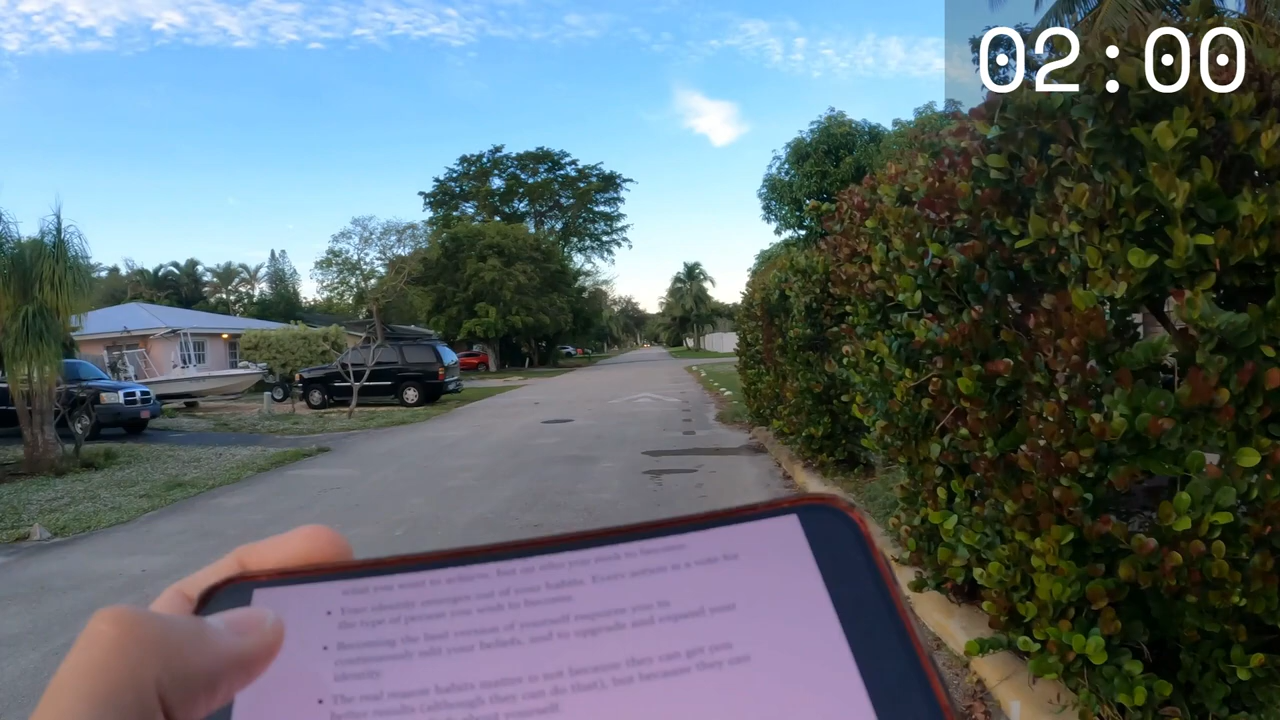 02:00
what you want to achieve, but on who you wish to become.
• Your identity emerges out of your habits. Every action is a vote for
the type of person you wish to become.
• Becoming the best version of yourself requires you to
continuously edit your beliefs, and to upgrade and expand your
identity.
• The real reason habits matter is not because they can get you
better results (although they can do that), but because they can
about yourself.